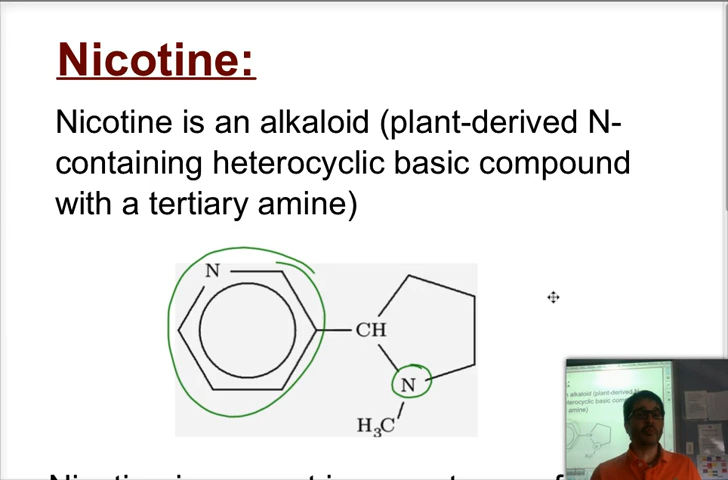 Nicotine:
Nicotine is an alkaloid (plant-derived N-
containing heterocyclic basic compound
with a tertiary amine)
N
CH
N
H₃C